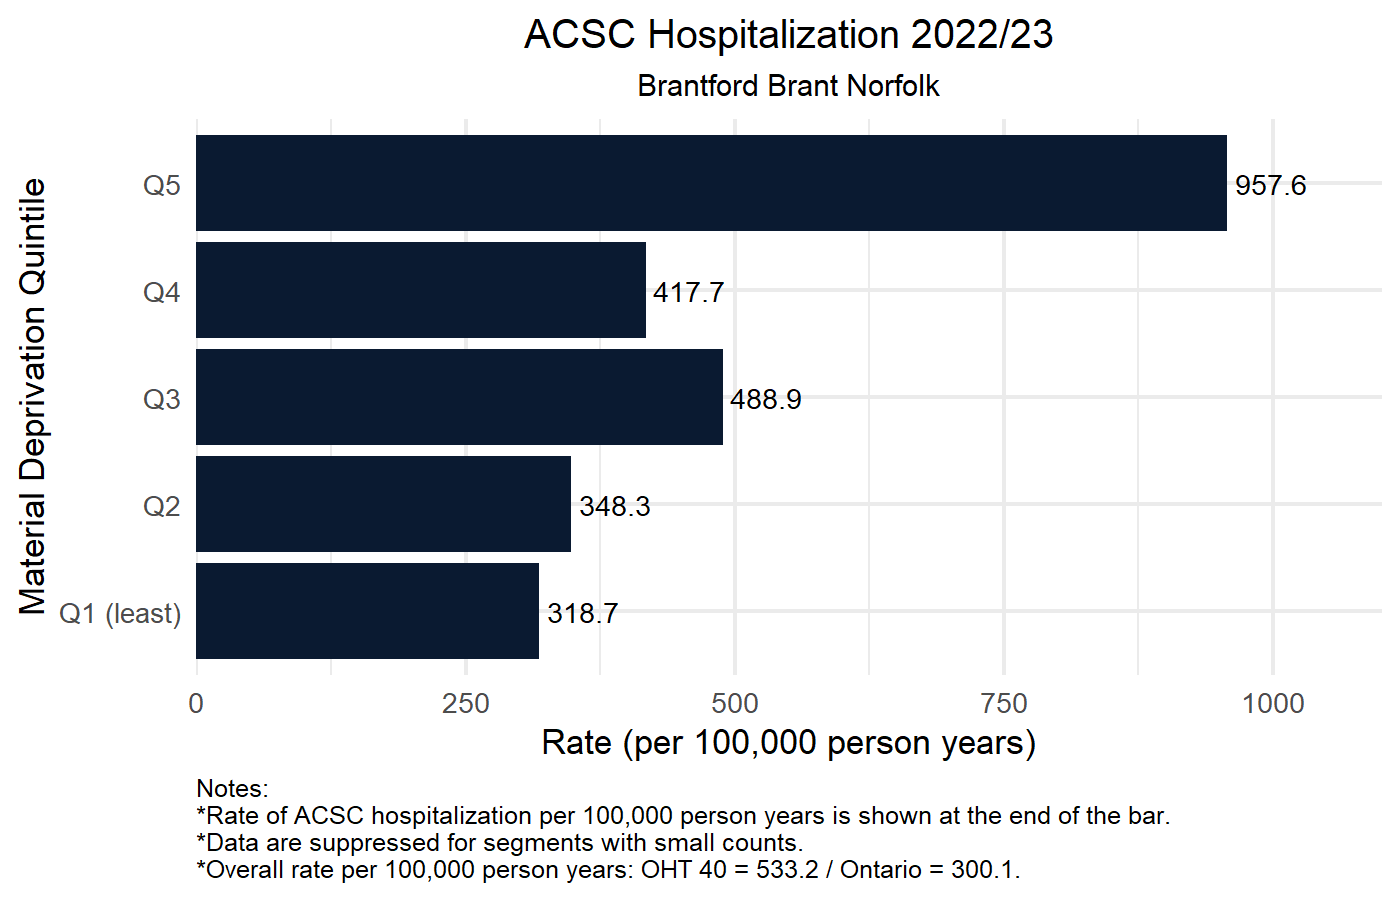 ACSC Hospitalization 2022/23
Brantford Brant Norfolk
Material Deprivation Quintile
Q5
957.6
Q4
417.7
Q3
488.9
Q2
348.3
Q1 (least)
318.7
0
250
500
750
1000
Rate (per 100,000 person years)
Notes:
*Rate of ACSC hospitalization per 100,000 person years is shown at the end of the bar.
*Data are suppressed for segments with small counts.
*Overall rate per 100,000 person years: OHT 40 = 533.2 / Ontario = 300.1.